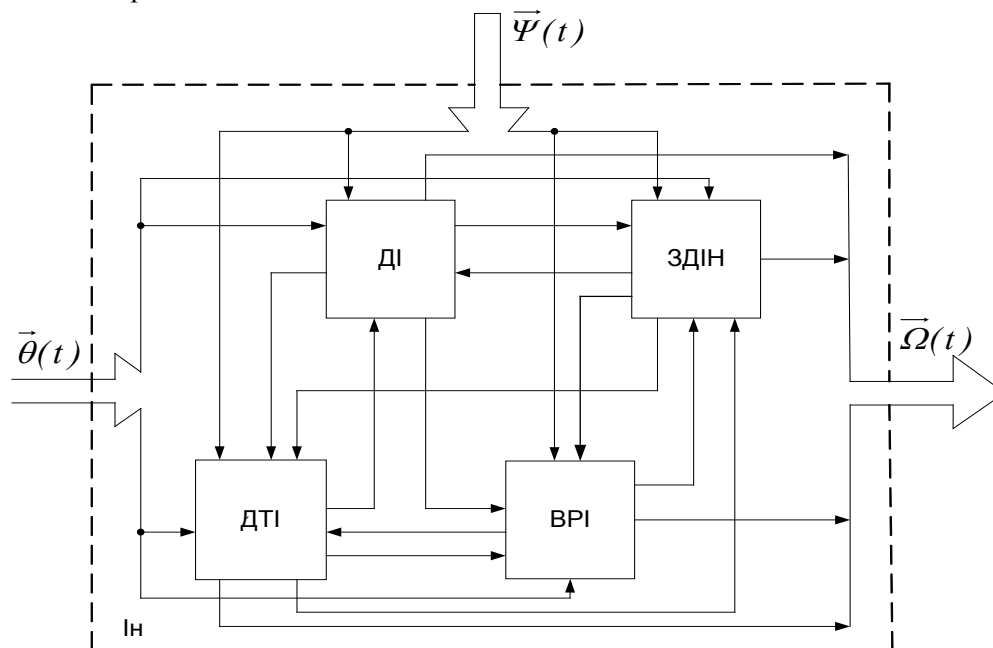 Ψ(t)
ДІ
ЗДІН
θ(t)
Ω(t)
ДТІ
ВРІ
Ін